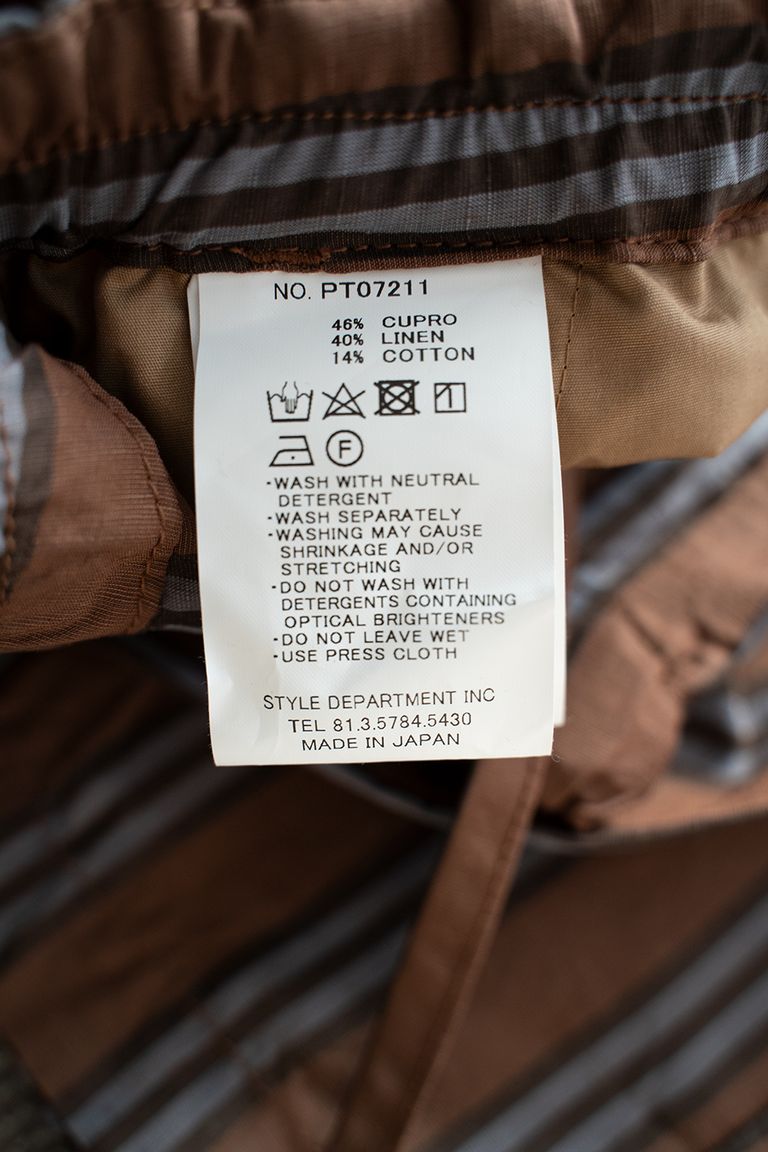 NO. PT07211
46% CUPRO
40% LINEN
14% COTTON
F
-WASH WITH NEUTRAL
DETERGENT
-WASH SEPARATELY
-WASHING MAY CAUSE
SHRINKAGE AND/OR
STRETCHING
-DO NOT WASH WITH
DETERGENTS CONTAINING
OPTICAL BRIGHTENERS
-DO NOT LEAVE WET
-USE PRESS CLOTH
STYLE DEPARTMENT INC
TEL 81.3.5784.5430
MADE IN JAPAN